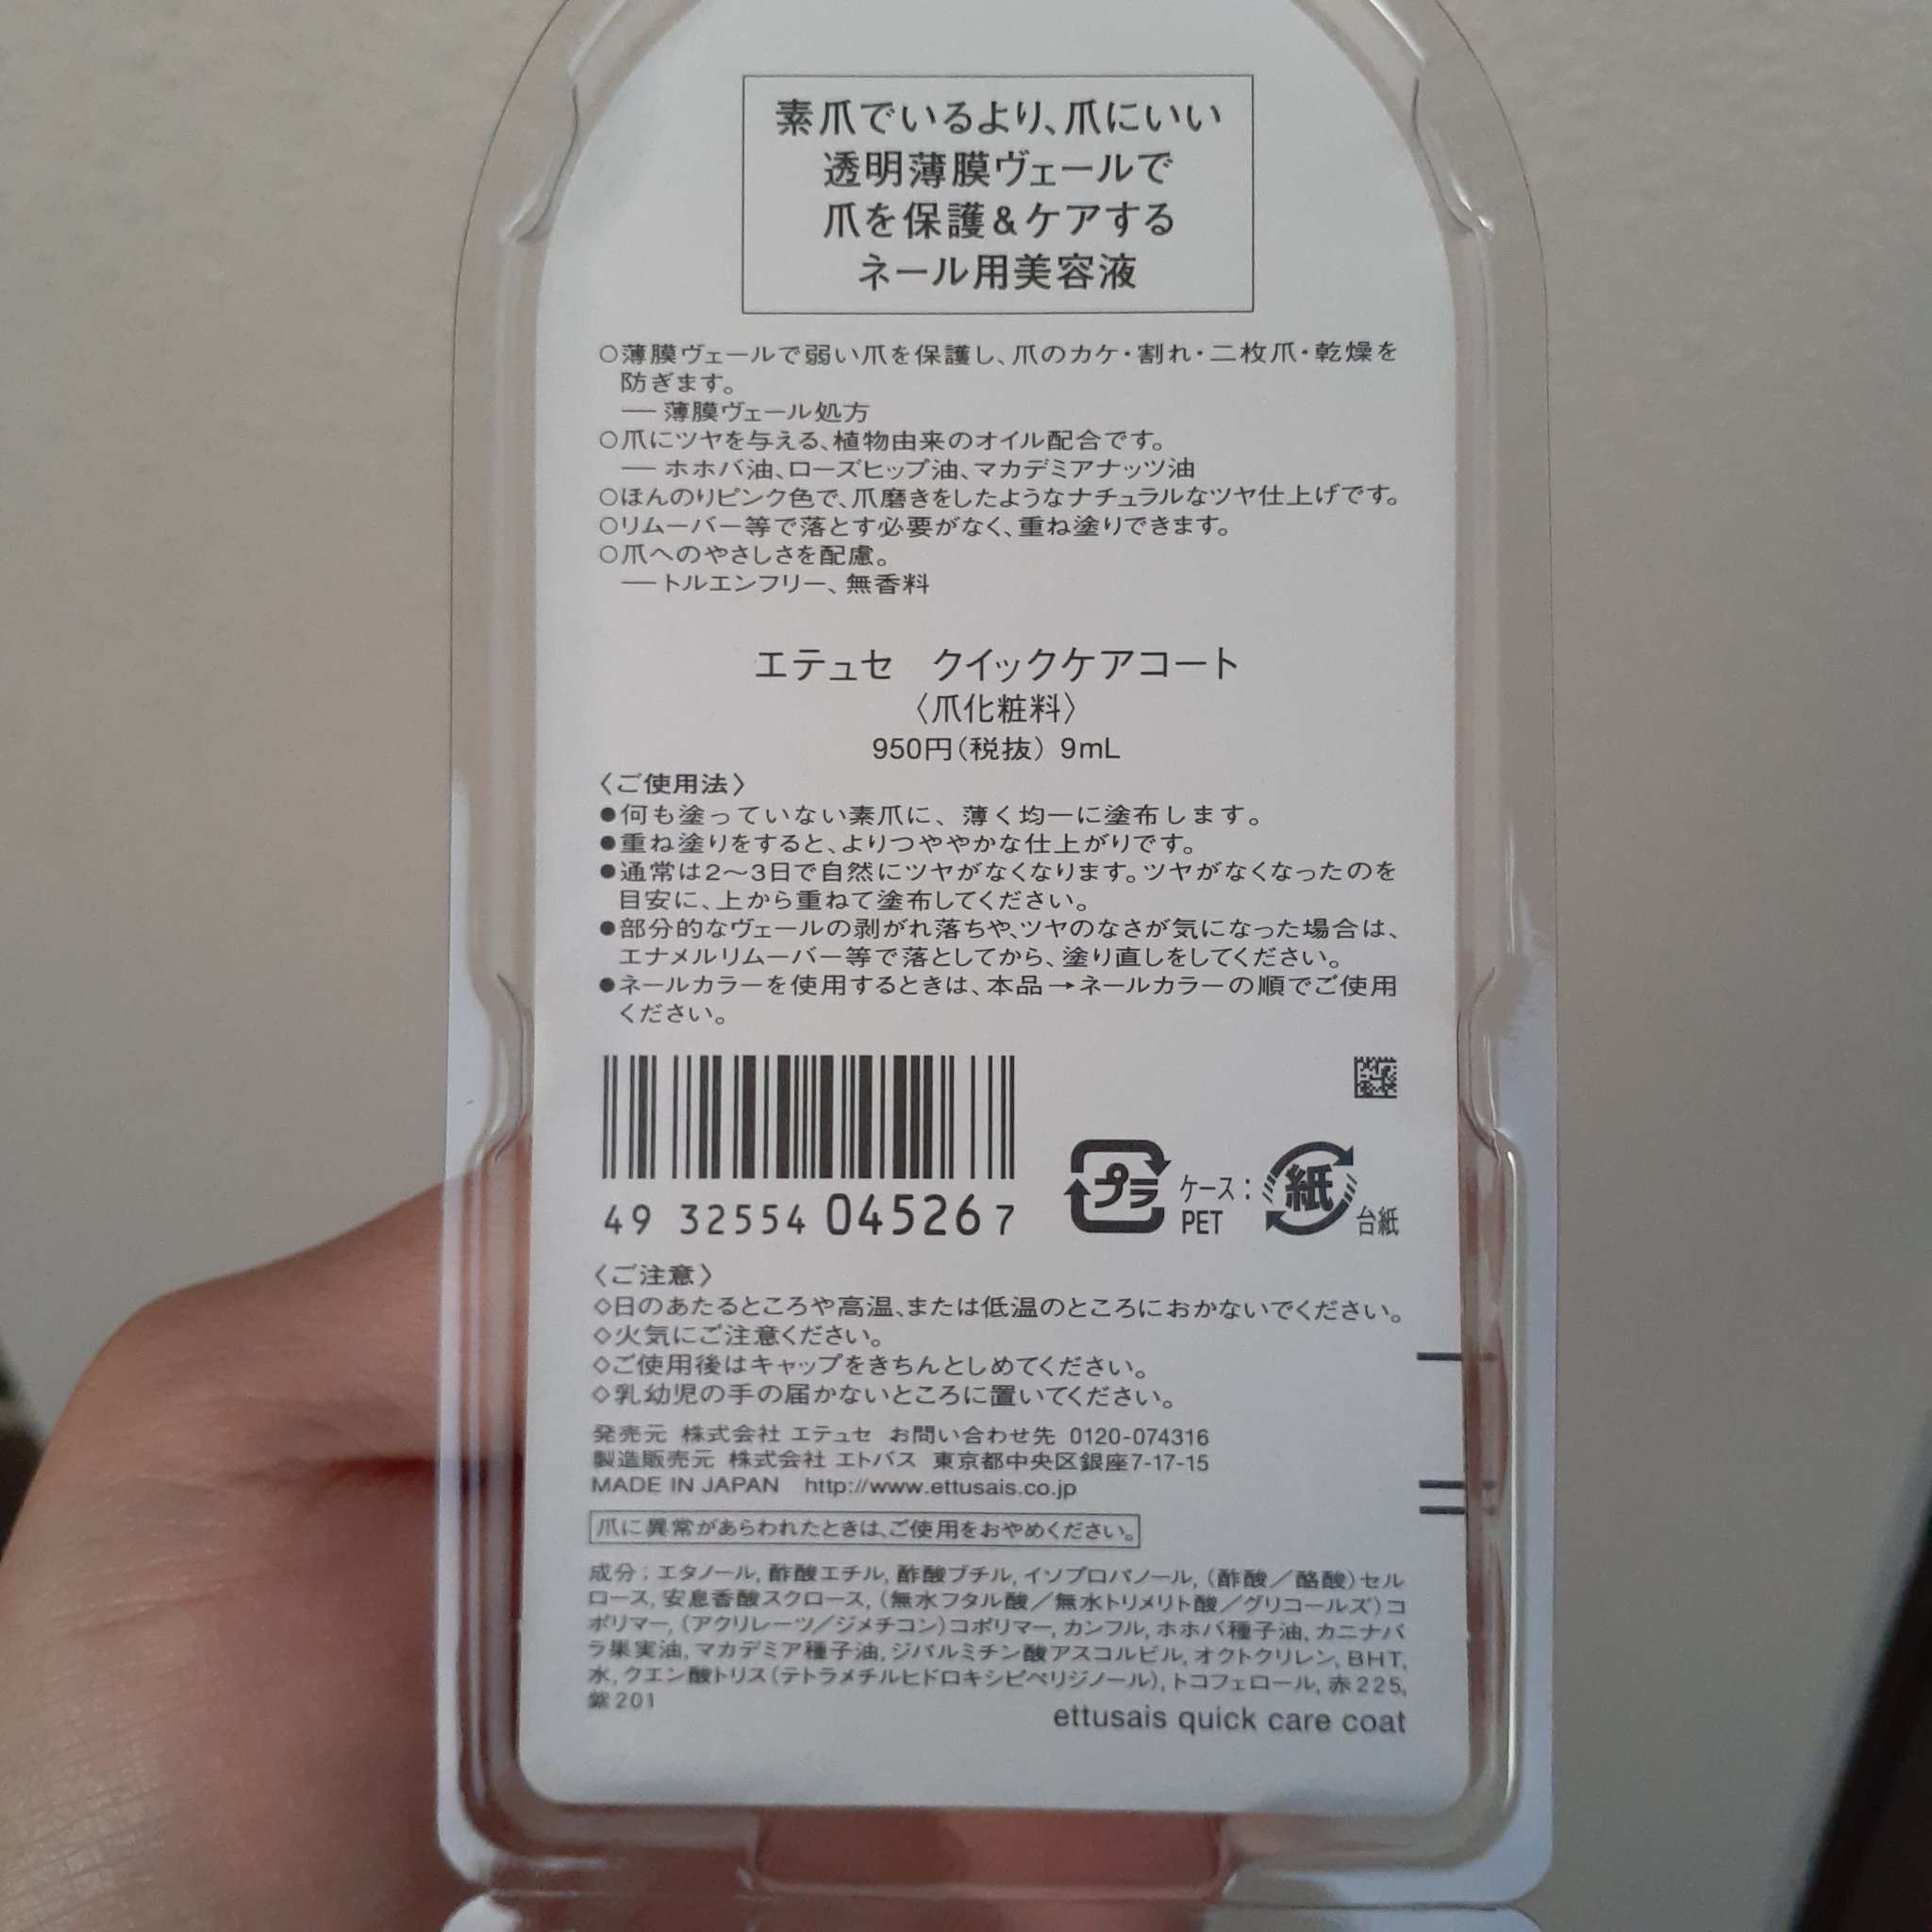 素爪でいるより、爪にいい
透明薄膜ヴェールで
爪を保護&ケアする
ネール用美容液
○薄膜ヴェールで弱い爪を保護し、爪のカケ・割れ・二枚爪・乾燥を
防ぎます。
── 薄膜ヴェール処方
○爪にツヤを与える、植物由来のオイル配合です。
── ホホバ油、ローズヒップ油、マカデミアナッツ油
○ほんのりピンク色で、爪磨きをしたようなナチュラルなツヤ仕上げです。
○リムーバー等で落とす必要がなく、重ね塗りできます。
○爪へのやさしさを配慮。
──トルエンフリー、無香料
エテュセ　クイックケアコート
〈爪化粧料〉
950円(税抜) 9mL
〈ご使用法〉
●何も塗っていない素爪に、薄く均一に塗布します。
●重ね塗りをすると、よりつややかな仕上がりです。
●通常は2〜3日で自然にツヤがなくなります。ツヤがなくなったのを
目安に、上から重ねて塗布してください。
●部分的なヴェールの剥がれ落ちや、ツヤのなさが気になった場合は、
エナメルリムーバー等で落としてから、塗り直しをしてください。
●ネールカラーを使用するときは、本品→ネールカラーの順でご使用
ください。
49 32554 045267
プラ ケース: PET 紙 台紙
〈ご注意〉
◇日のあたるところや高温、または低温のところにおかないでください。
◇火気にご注意ください。
◇ご使用後はキャップをきちんとしめてください。
◇乳幼児の手の届かないところに置いてください。
発売元 株式会社 エテュセ お問い合わせ先 0120-074316
製造販売元 株式会社 エトバス 東京都中央区銀座7-17-15
MADE IN JAPAN http://www.ettusais.co.jp
爪に異常があらわれたときは、ご使用をおやめください。
成分：エタノール, 酢酸エチル, 酢酸ブチル, イソプロパノール, (酢酸／酪酸)セル
ロース, 安息香酸スクロース, (無水フタル酸／無水トリメリト酸／グリコールズ)コ
ポリマー, (アクリレーツ／ジメチコン)コポリマー, カンフル, ホホバ種子油, カニナバ
ラ果実油, マカデミア種子油, ジパルミチン酸アスコルビル, オクトクリレン, BHT,
水, クエン酸トリス(テトラメチルヒドロキシピペリジノール), トコフェロール, 赤225,
紫201
ettusais quick care coat